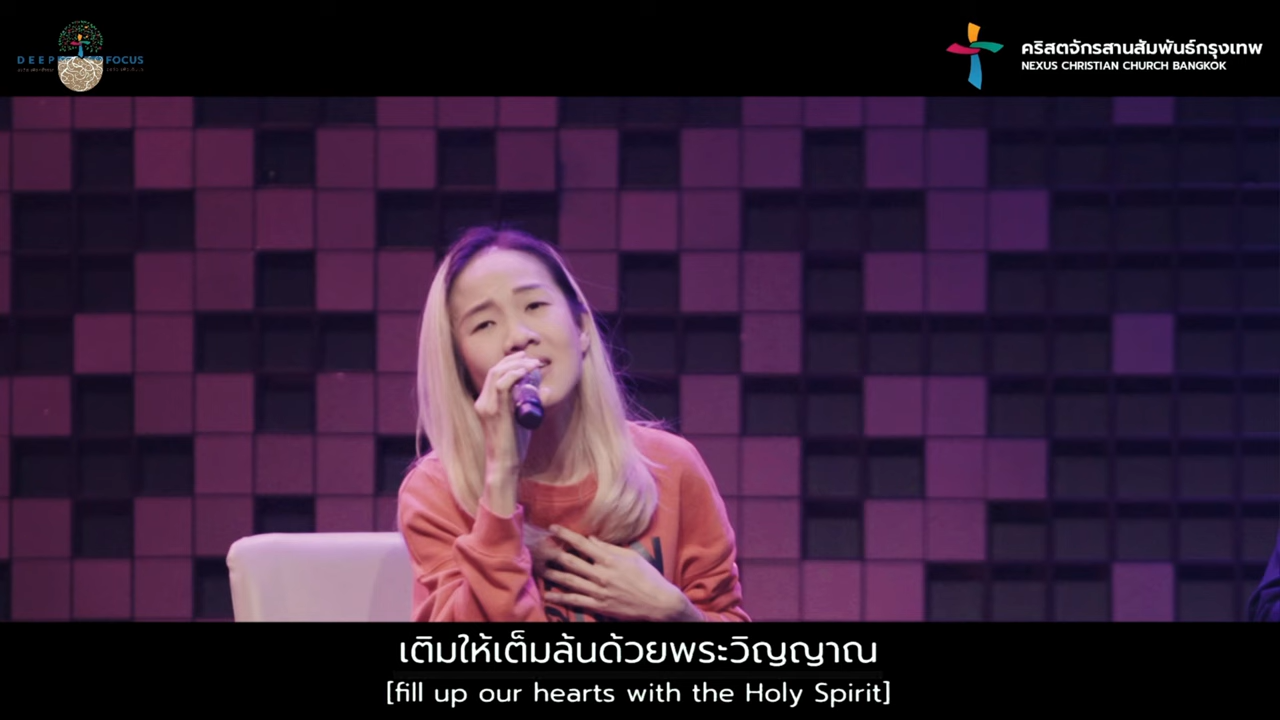 DEEP FOCUS
คริสตจักรสานสัมพันธ์กรุงเทพ
NEXUS CHRISTIAN CHURCH BANGKOK
เติมให้เต็มล้นด้วยพระวิญญาณ
[fill up our hearts with the Holy Spirit]